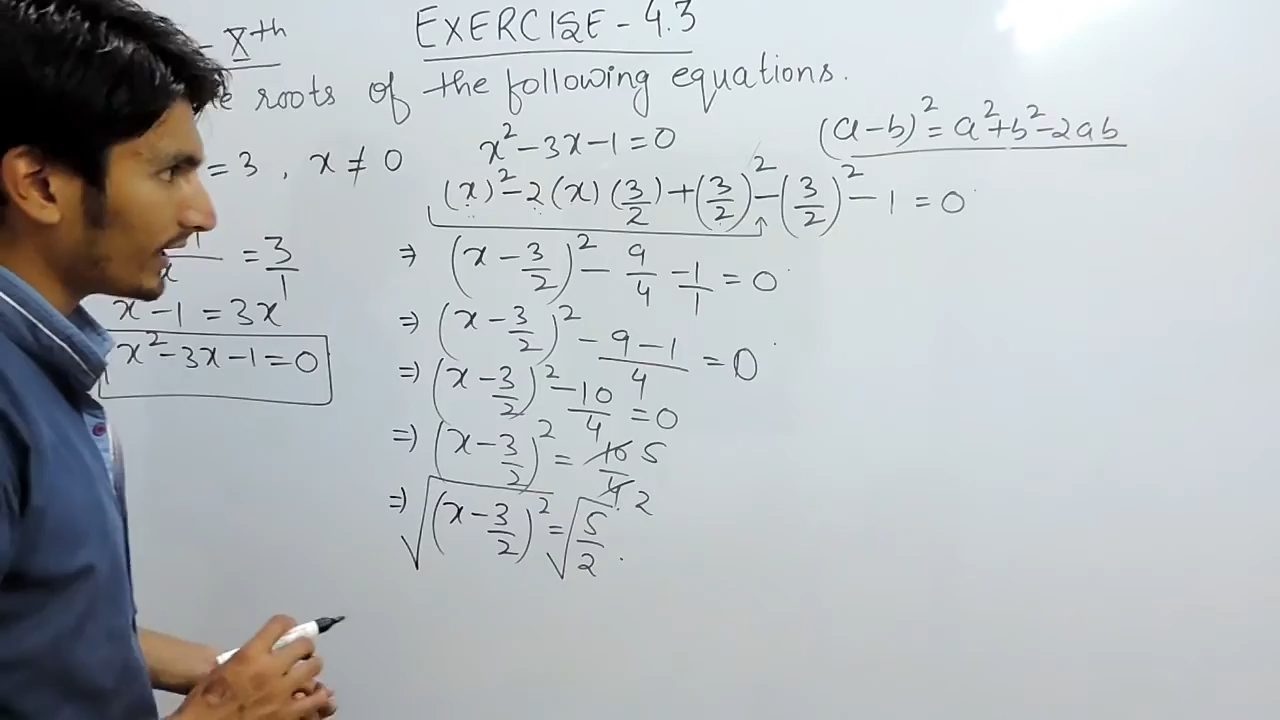 EXERCISE - 4.3
- Xth
roots of the following equations.
= 3 , x ≠ 0
= 3/1
x - 1 = 3x
x² - 3x - 1 = 0
x² - 3x - 1 = 0
(a - b)² = a² + b² - 2ab
(x)² - 2(x)(3/2) + (3/2)² - (3/2)² - 1 = 0
⇒ (x - 3/2)² - 9/4 - 1/1 = 0
⇒ (x - 3/2)² - 9 - 1/4 = 0
⇒ (x - 3/2)² - 10/4 = 0
⇒ (x - 3/2)² = 10/4 5/2
⇒ √(x - 3/2)² = √5/2 .